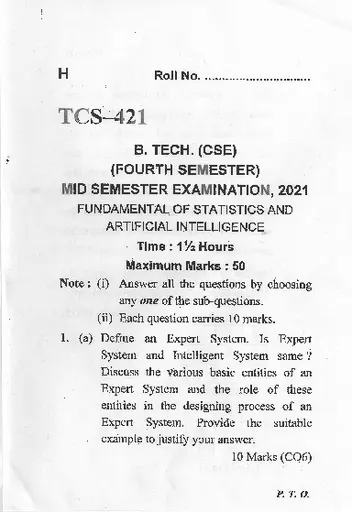 H Roll No. ...............................
TCS–421
B. TECH. (CSE)
(FOURTH SEMESTER)
MID SEMESTER EXAMINATION, 2021
FUNDAMENTAL OF STATISTICS AND
ARTIFICIAL INTELLIGENCE
Time : 1½ Hours
Maximum Marks : 50
Note : (i) Answer all the questions by choosing
any one of the sub-questions.
(ii) Each question carries 10 marks.
1. (a) Define an Expert System. Is Expert
System and Intelligent System same ?
Discuss the various basic entities of an
Expert System and the role of these
entities in the designing process of an
Expert System. Provide the suitable
example to justify your answer.
10 Marks (CO6)
P. T. O.